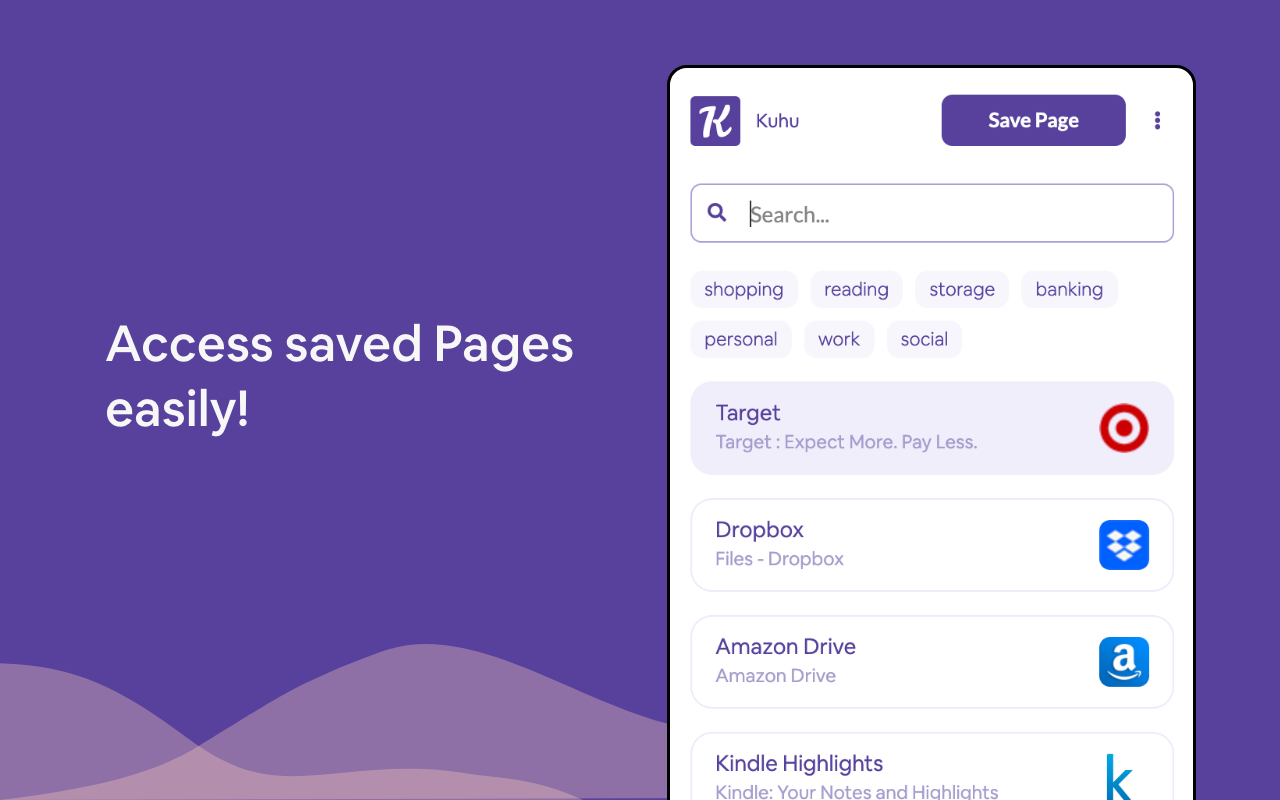 Access saved Pages
easily!
K Kuhu Save Page
Search...
shopping reading storage banking
personal work social
Target
Target : Expect More. Pay Less.
Dropbox
Files - Dropbox
Amazon Drive
Amazon Drive
a
Kindle Highlights
Kindle: Your Notes and Highlights
k